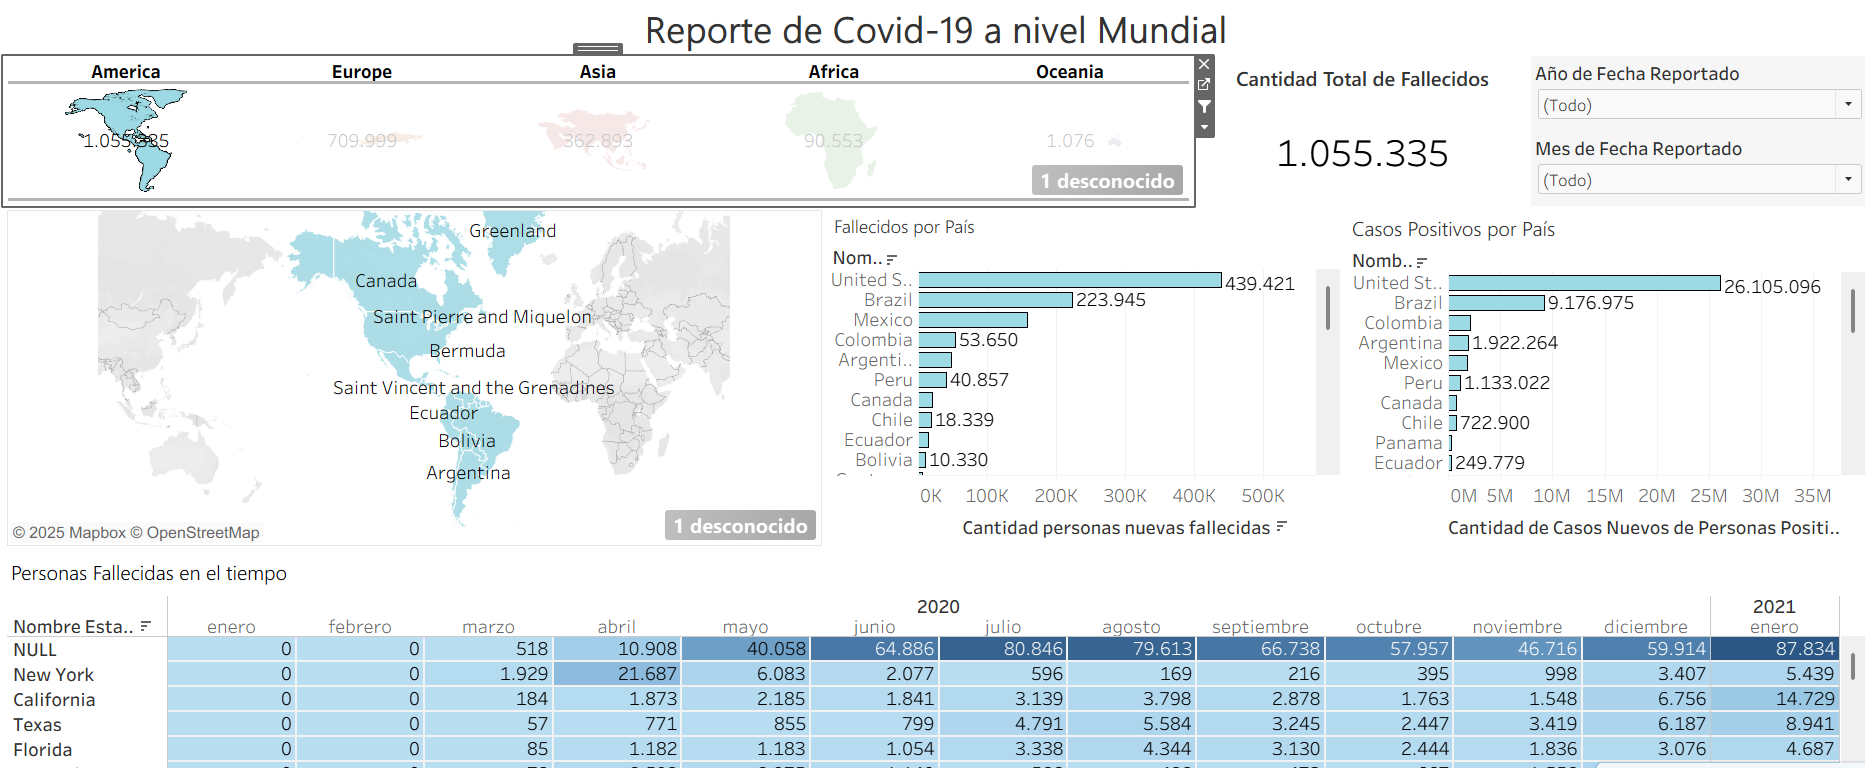 Reporte de Covid-19 a nivel Mundial
America Europe Asia Africa Oceania
1.055.335 709.999 362.893 90.553 1.076
1 desconocido
Cantidad Total de Fallecidos
1.055.335
Año de Fecha Reportado
(Todo)
Mes de Fecha Reportado
(Todo)
Greenland
Canada
Saint Pierre and Miquelon
Bermuda
Saint Vincent and the Grenadines
Ecuador
Bolivia
Argentina
© 2025 Mapbox © OpenStreetMap
1 desconocido
Fallecidos por País
Nom..
United S.. 439.421
Brazil 223.945
Mexico
Colombia 53.650
Argenti..
Peru 40.857
Canada
Chile 18.339
Ecuador
Bolivia 10.330
0K 100K 200K 300K 400K 500K
Cantidad personas nuevas fallecidas
Casos Positivos por País
Nomb..
United St.. 26.105.096
Brazil 9.176.975
Colombia
Argentina 1.922.264
Mexico
Peru 1.133.022
Canada
Chile 722.900
Panama
Ecuador 249.779
0M 5M 10M 15M 20M 25M 30M 35M
Cantidad de Casos Nuevos de Personas Positi..
Personas Fallecidas en el tiempo
2020 2021
Nombre Esta.. enero febrero marzo abril mayo junio julio agosto septiembre octubre noviembre diciembre enero
NULL 0 0 518 10.908 40.058 64.886 80.846 79.613 66.738 57.957 46.716 59.914 87.834
New York 0 0 1.929 21.687 6.083 2.077 596 169 216 395 998 3.407 5.439
California 0 0 184 1.873 2.185 1.841 3.139 3.798 2.878 1.763 1.548 6.756 14.729
Texas 0 0 57 771 855 799 4.791 5.584 3.245 2.447 3.419 6.187 8.941
Florida 0 0 85 1.182 1.183 1.054 3.338 4.344 3.130 2.444 1.836 3.076 4.687